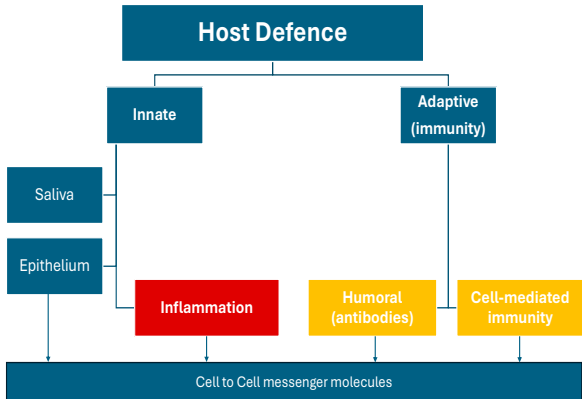 Host Defence
Innate
Adaptive
(immunity)
Saliva
Epithelium
Inflammation
Humoral
(antibodies)
Cell-mediated
immunity
Cell to Cell messenger molecules